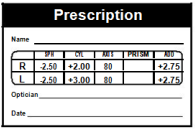 Prescription
Name
SPH CYL AXIS PRISM ADD
R -2.50 +2.00 80 +2.75
L -2.50 +3.00 80 +2.75
Optician
Date